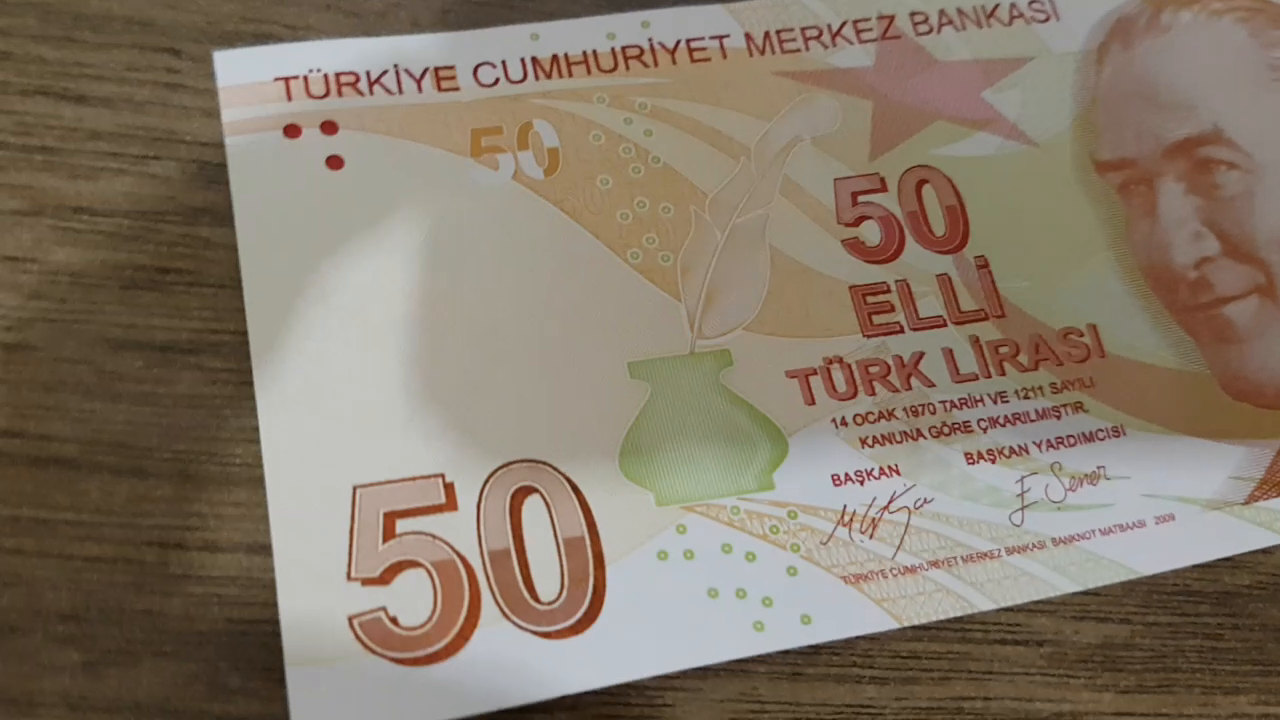 TÜRKİYE CUMHURİYET MERKEZ BANKASI
50
50
ELLİ
TÜRK LİRASI
14 OCAK 1970 TARİH VE 1211 SAYILI
KANUNA GÖRE ÇIKARILMIŞTIR.
BAŞKAN BAŞKAN YARDIMCISI
E. Şener
50
TÜRKİYE CUMHURİYET MERKEZ BANKASI BANKNOT MATBAASI 2009